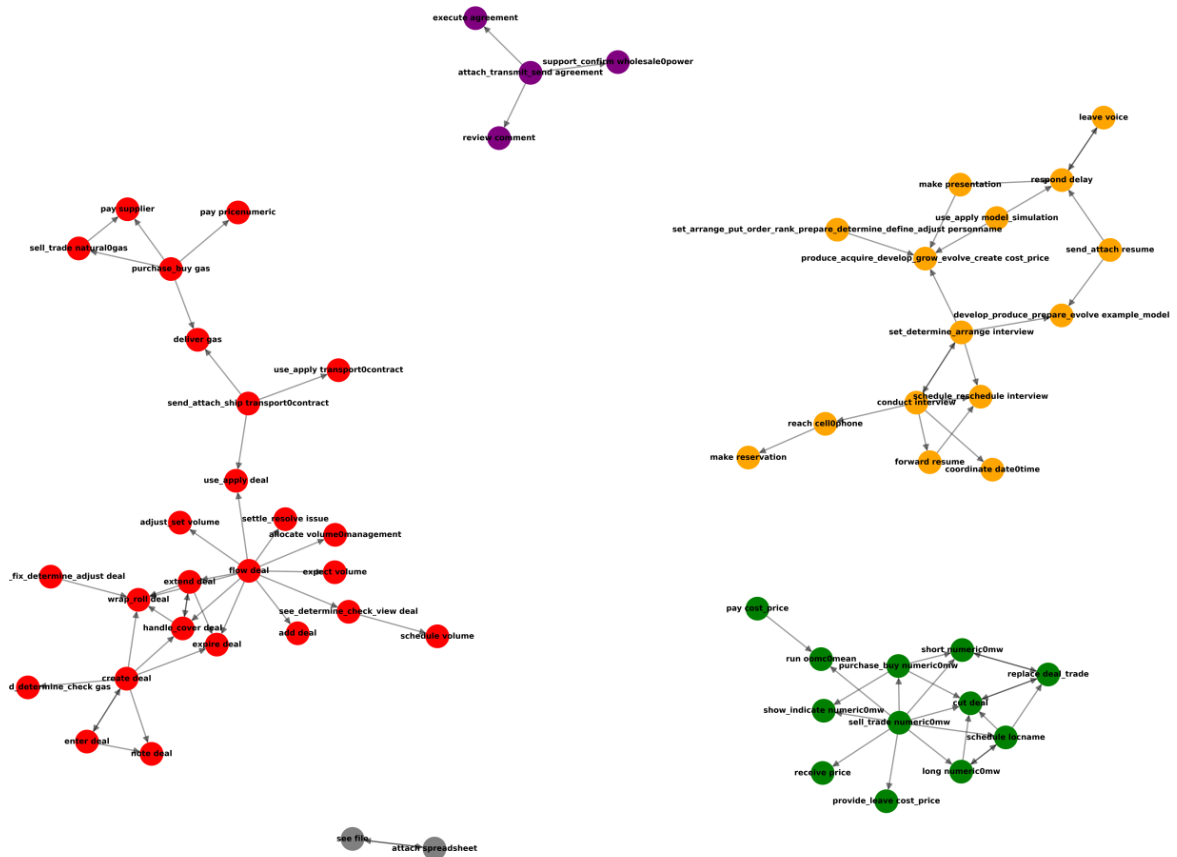 execute agreement
support_confirm wholesale0power
attach_transmit_send agreement
review comment
leave voice
respond delay
make presentation
use_apply model_simulation
set_arrange_put_order_rank_prepare_determine_define_adjust personname
send_attach resume
produce_acquire_develop_grow_evolve_create cost_price
develop_produce_prepare_evolve example_model
set_determine_arrange interview
schedule_reschedule interview
conduct interview
reach cell0phone
make reservation
forward resume
coordinate date0time
pay supplier
pay pricenumeric
sell_trade natural0gas
purchase_buy gas
deliver gas
use_apply transport0contract
send_attach_ship transport0contract
use_apply deal
adjust_set volume
settle_resolve issue
allocate volume0management
flow deal
expect volume
_fix_determine_adjust deal
extend deal
wrap_roll deal
see_determine_check_view deal
handle_cover deal
add deal
schedule volume
expire deal
create deal
d_determine_check gas
enter deal
note deal
pay cost_price
short numeric0mw
run oomc0mean
purchase_buy numeric0mw
replace deal_trade
cut deal
show_indicate numeric0mw
sell_trade numeric0mw
schedule locname
receive price
long numeric0mw
provide_leave cost_price
see file
attach spreadsheet